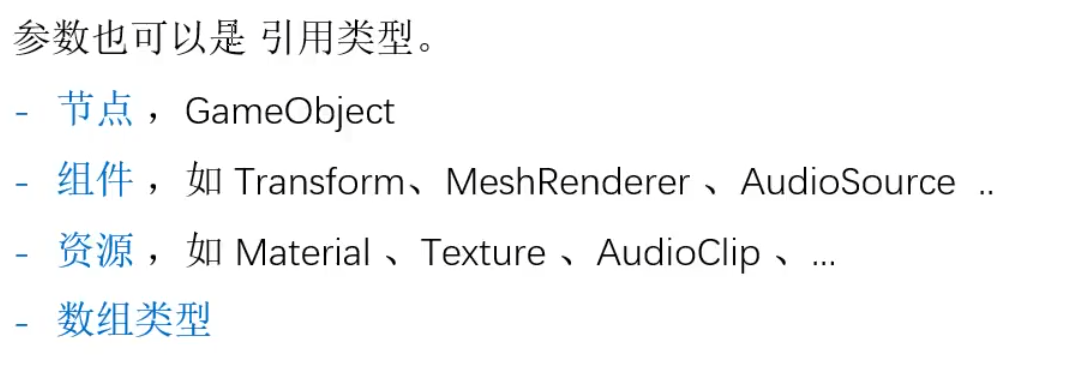 参数也可以是 引用类型。
- 节点 ，GameObject
- 组件 ，如 Transform、MeshRenderer 、AudioSource ..
- 资源 ，如 Material 、Texture 、AudioClip 、...
- 数组类型